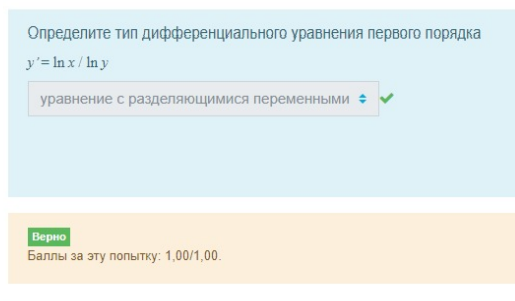 Определите тип дифференциального уравнения первого порядка
y′= ln x / ln y
уравнение с разделяющимися переменными
Верно
Баллы за эту попытку: 1,00/1,00.